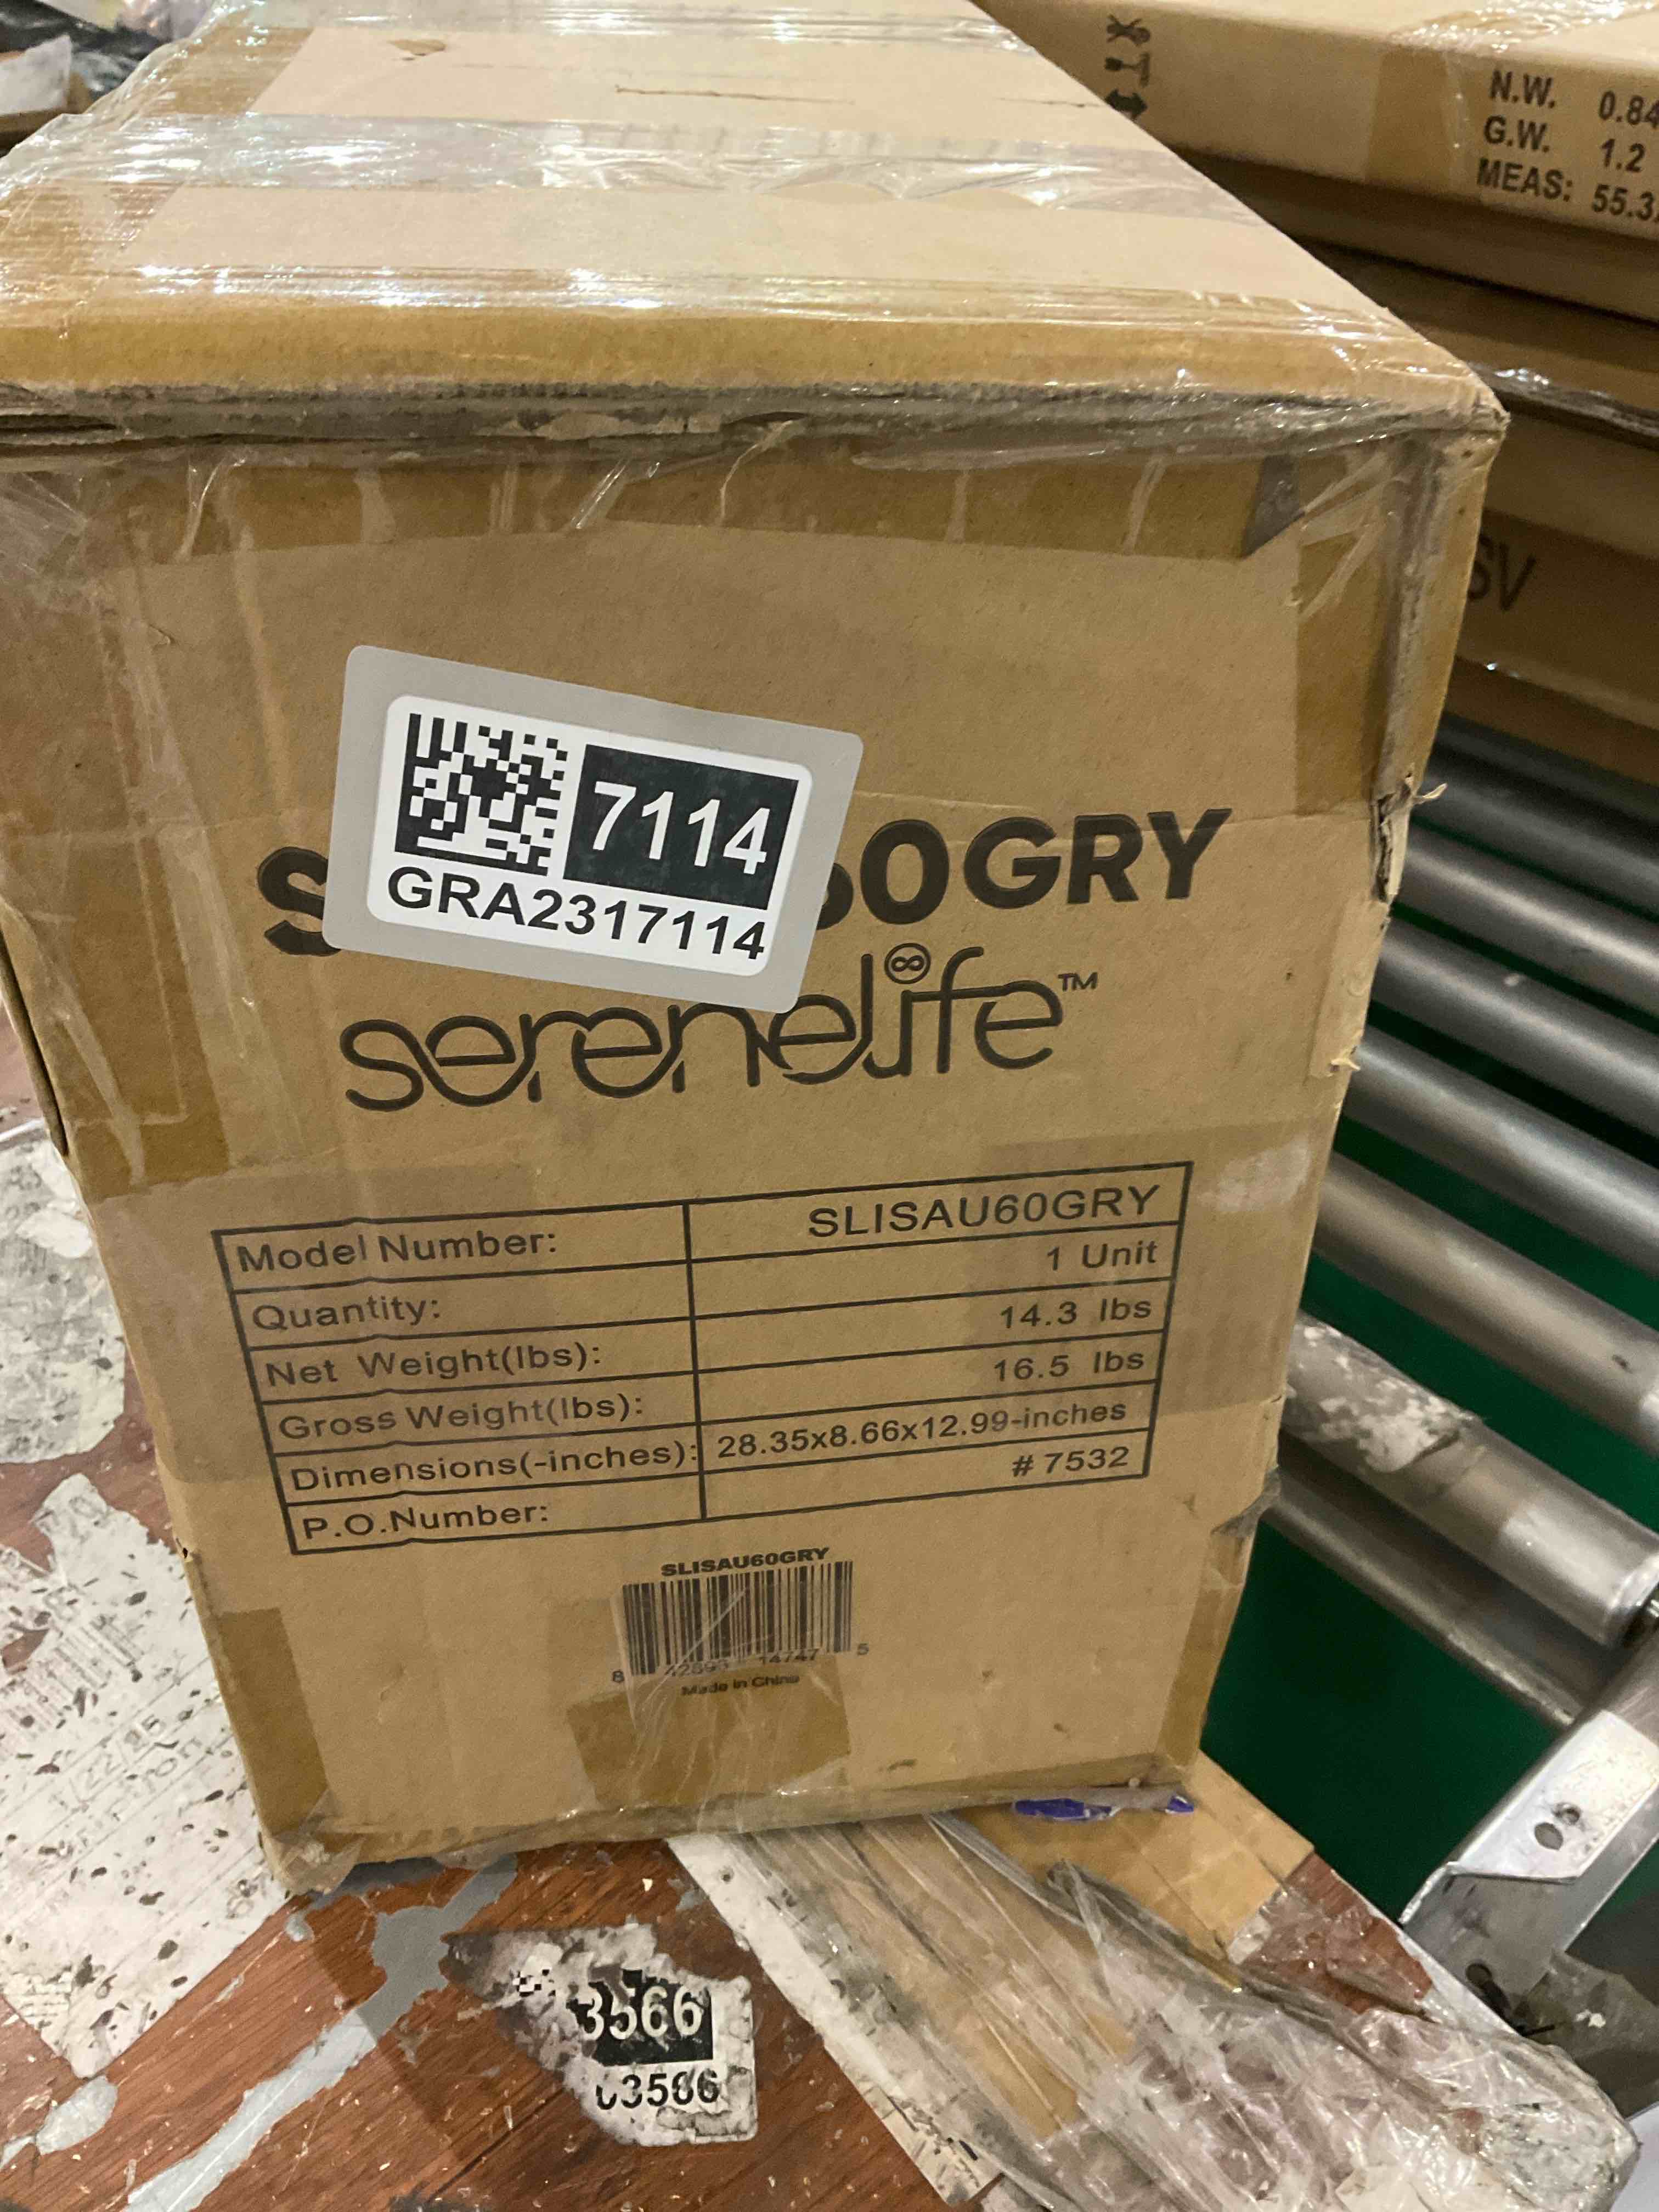 N.W. 0.84
G.W. 1.2
MEAS: 55.3
SV
7114
GRA2317114
S 60GRY
serenelife™
Model Number: SLISAU60GRY
Quantity: 1 Unit
Net Weight(lbs): 14.3 lbs
Gross Weight(lbs): 16.5 lbs
Dimensions(-inches): 28.35x8.66x12.99-inches
P.O.Number: #7532
SLISAU60GRY
Made in China
3566